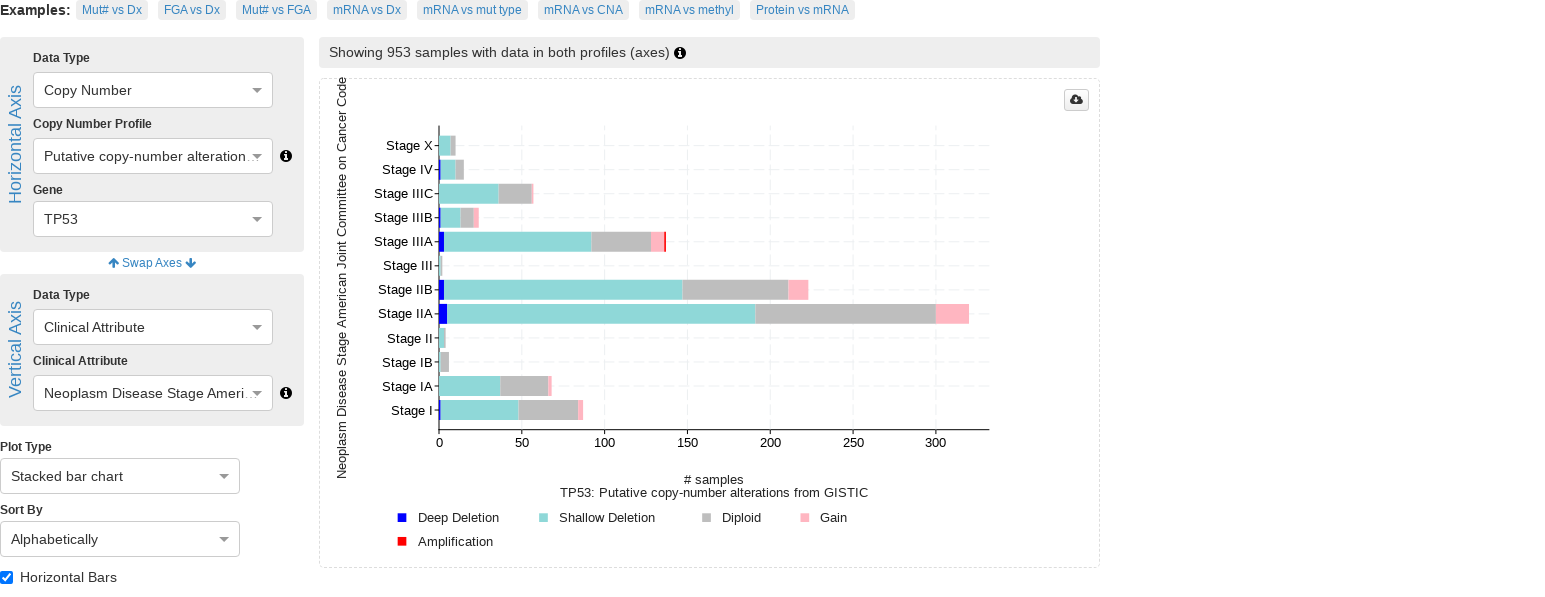 Examples: Mut# vs Dx FGA vs Dx Mut# vs FGA mRNA vs Dx mRNA vs mut type mRNA vs CNA mRNA vs methyl Protein vs mRNA
Horizontal Axis
Data Type
Copy Number
Copy Number Profile
Putative copy-number alteration...
Gene
TP53
Swap Axes
Vertical Axis
Data Type
Clinical Attribute
Clinical Attribute
Neoplasm Disease Stage Ameri...
Plot Type
Stacked bar chart
Sort By
Alphabetically
Horizontal Bars
Showing 953 samples with data in both profiles (axes)
Neoplasm Disease Stage American Joint Committee on Cancer Code
Stage X
Stage IV
Stage IIIC
Stage IIIB
Stage IIIA
Stage III
Stage IIB
Stage IIA
Stage II
Stage IB
Stage IA
Stage I
0 50 100 150 200 250 300
# samples
TP53: Putative copy-number alterations from GISTIC
Deep Deletion Shallow Deletion Diploid Gain
Amplification